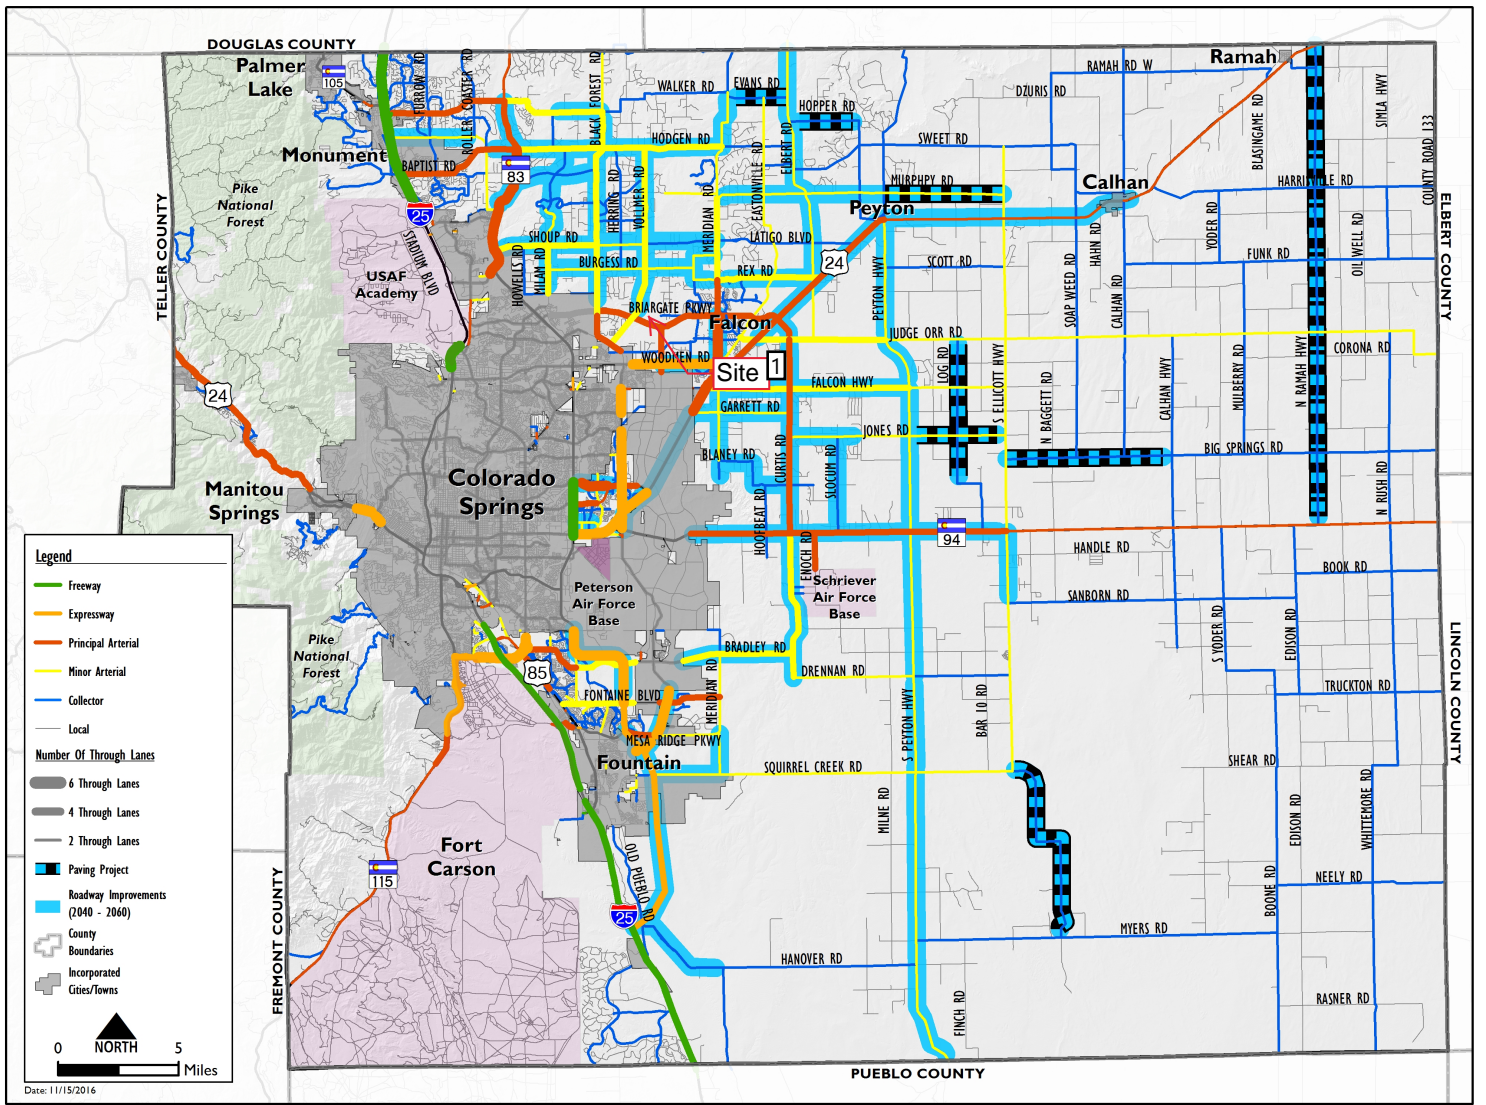 DOUGLAS COUNTY
Palmer
Lake
105
FURROW RD
ROLLER COASTER RD
BLACK FOREST RD
WALKER RD
EVANS RD
HOPPER RD
DZURIS RD
RAMAH RD W
Ramah
BLASINGAME RD
SIMLA HWY
COUNTY ROAD 133
Monument
BAPTIST RD
83
HODGEN RD
ELBERT RD
EASTONVILLE RD
SWEET RD
MURPHPY RD
Peyton
Calhan
HARRISVILLE RD
ELBERT COUNTY
TELLER COUNTY
Pike
National
Forest
25
STADIUM BLVD
USAF
Academy
HERRING RD
VOLLMER RD
MERIDIAN RD
SHOUP RD
BURGESS RD
HOWELLS RD
MILAM RD
LATIGO BLVD
REX RD
24
PEYTON HWY
SCOTT RD
SOAP WEED RD
HAHN RD
CALHAN RD
YODER RD
FUNK RD
OIL WELL RD
BRIARGATE PKWY
Falcon
WOODMEN RD
JUDGE ORR RD
Site
1
LOG RD
S ELLICOTT HWY
N BAGGETT RD
CALHAN HWY
MULBERRY RD
N RAMAH HWY
CORONA RD
24
FALCON HWY
GARRETT RD
JONES RD
BLANEY RD
CURTIS RD
SLOCUM RD
BIG SPRINGS RD
N RUSH RD
Colorado
Springs
Manitou
Springs
HOOFBEAT RD
ENOCH RD
94
HANDLE RD
BOOK RD
Schriever
Air Force
Base
Peterson
Air Force
Base
SANBORN RD
S YODER RD
EDISON RD
LINCOLN COUNTY
Pike
National
Forest
85
BRADLEY RD
DRENNAN RD
FONTAINE BLVD
MERIDIAN RD
S PEYTON HWY
BAR 10 RD
TRUCKTON RD
MESA RIDGE PKWY
Fountain
SQUIRREL CREEK RD
SHEAR RD
MILNE RD
EDISON RD
WHITTEMORE RD
Fort
Carson
115
OLD PUEBLO RD
25
BOONE RD
NEELY RD
MYERS RD
HANOVER RD
FINCH RD
RASNER RD
FREMONT COUNTY
PUEBLO COUNTY
Legend
Freeway
Expressway
Principal Arterial
Minor Arterial
Collector
Local
Number Of Through Lanes
6 Through Lanes
4 Through Lanes
2 Through Lanes
Paving Project
Roadway Improvements
(2040 - 2060)
County
Boundaries
Incorporated
Cities/Towns
NORTH
0 5
Miles
Date: 11/15/2016